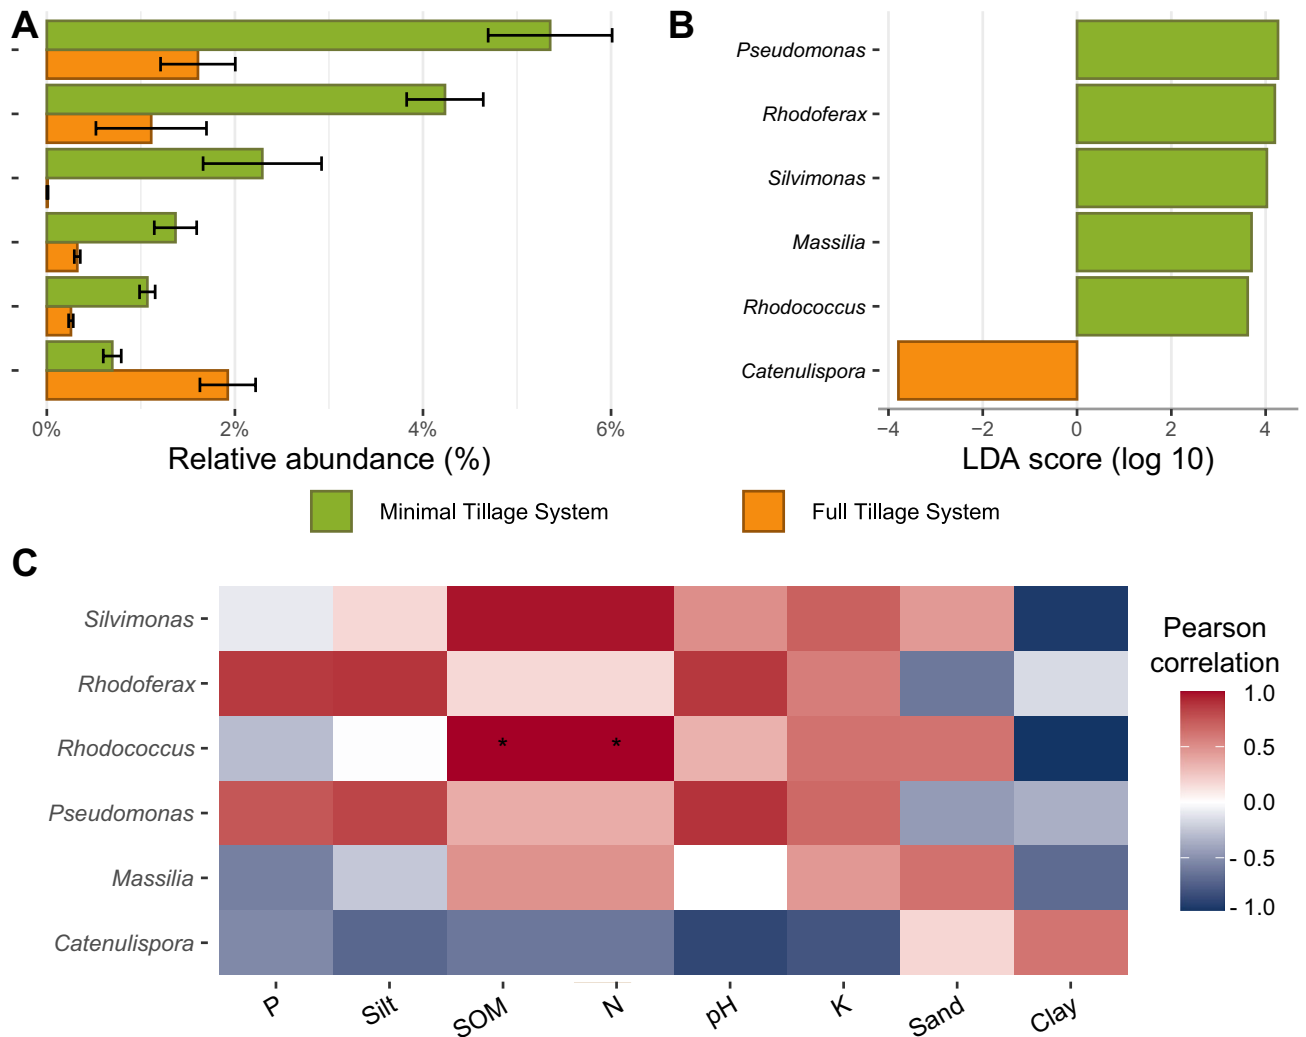 A
0%
2%
4%
6%
Relative abundance (%)
B
Pseudomonas
Rhodoferax
Silvimonas
Massilia
Rhodococcus
Catenulispora
−4
−2
0
2
4
LDA score (log 10)
Minimal Tillage System
Full Tillage System
C
Silvimonas
Rhodoferax
Rhodococcus
Pseudomonas
Massilia
Catenulispora
* *
P
Silt
SOM
N
pH
K
Sand
Clay
Pearson
correlation
1.0
0.5
0.0
- 0.5
- 1.0